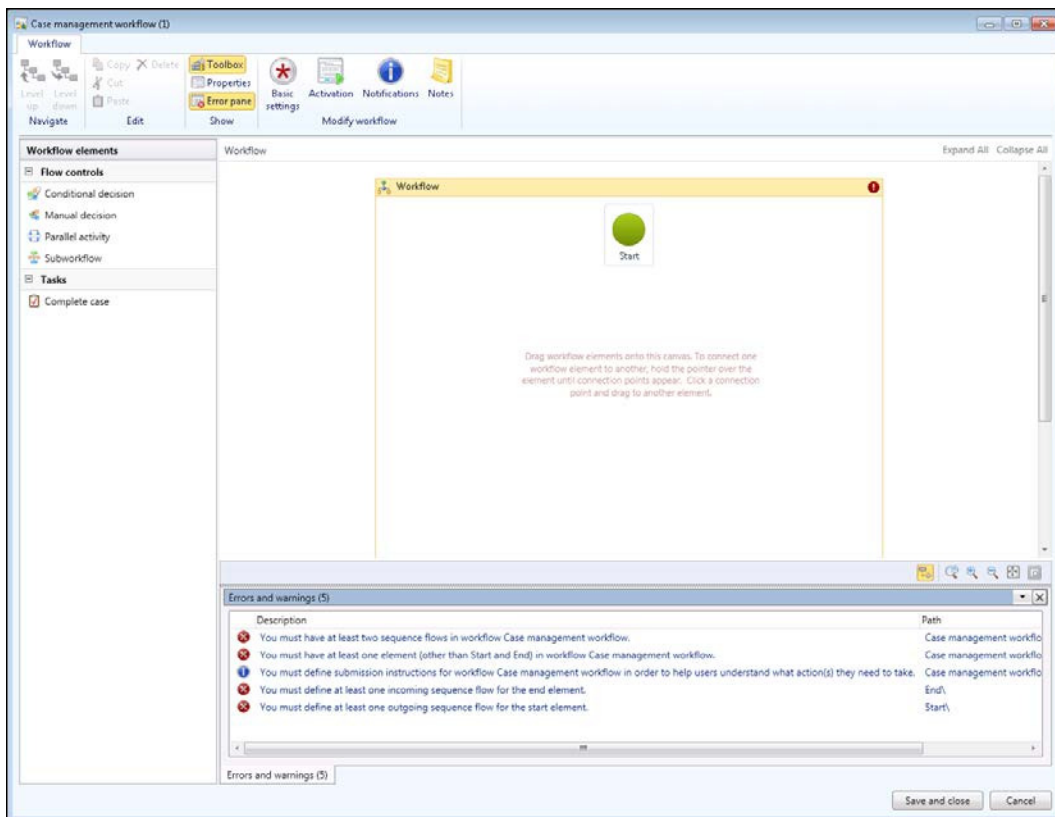 Case management workflow (1)
Workflow
Level up
Level down
Navigate
Copy
Delete
Cut
Paste
Edit
Toolbox
Properties
Error pane
Show
Basic settings
Activation
Notifications
Notes
Modify workflow
Workflow elements
Flow controls
Conditional decision
Manual decision
Parallel activity
Subworkflow
Tasks
Complete case
Workflow
Expand All Collapse All
Workflow
Start
Drag workflow elements onto this canvas. To connect one
workflow element to another, hold the pointer over the
element until connection points appear. Click a connection
point and drag to another element.
Errors and warnings (5)
Description Path
You must have at least two sequence flows in workflow Case management workflow. Case management workflo
You must have at least one element (other than Start and End) in workflow Case management workflow. Case management workflo
You must define submission instructions for workflow Case management workflow in order to help users understand what action(s) they need to take. Case management workflo
You must define at least one incoming sequence flow for the end element. End\
You must define at least one outgoing sequence flow for the start element. Start\
Errors and warnings (5)
Save and close Cancel